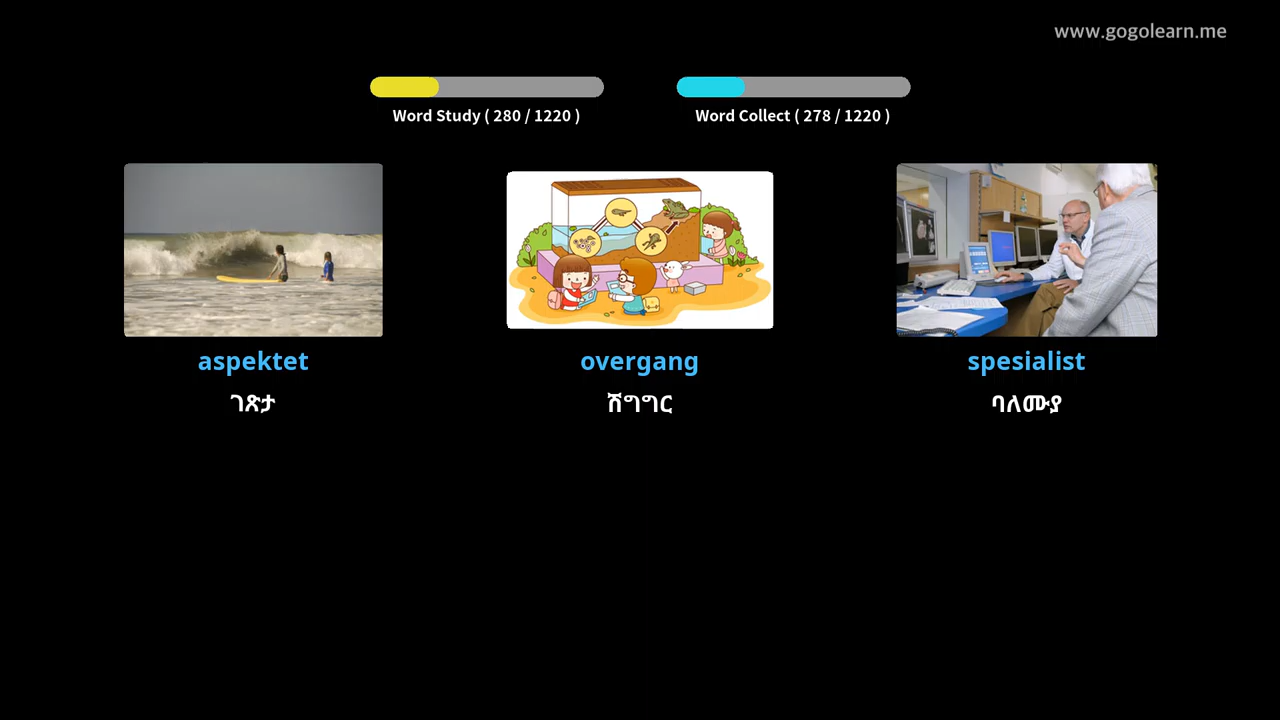 www.gogolearn.me
Word Study ( 280 / 1220 )
Word Collect ( 278 / 1220 )
aspektet
overgang
spesialist
ገጽታ
ሽግግር
ባለሙያ